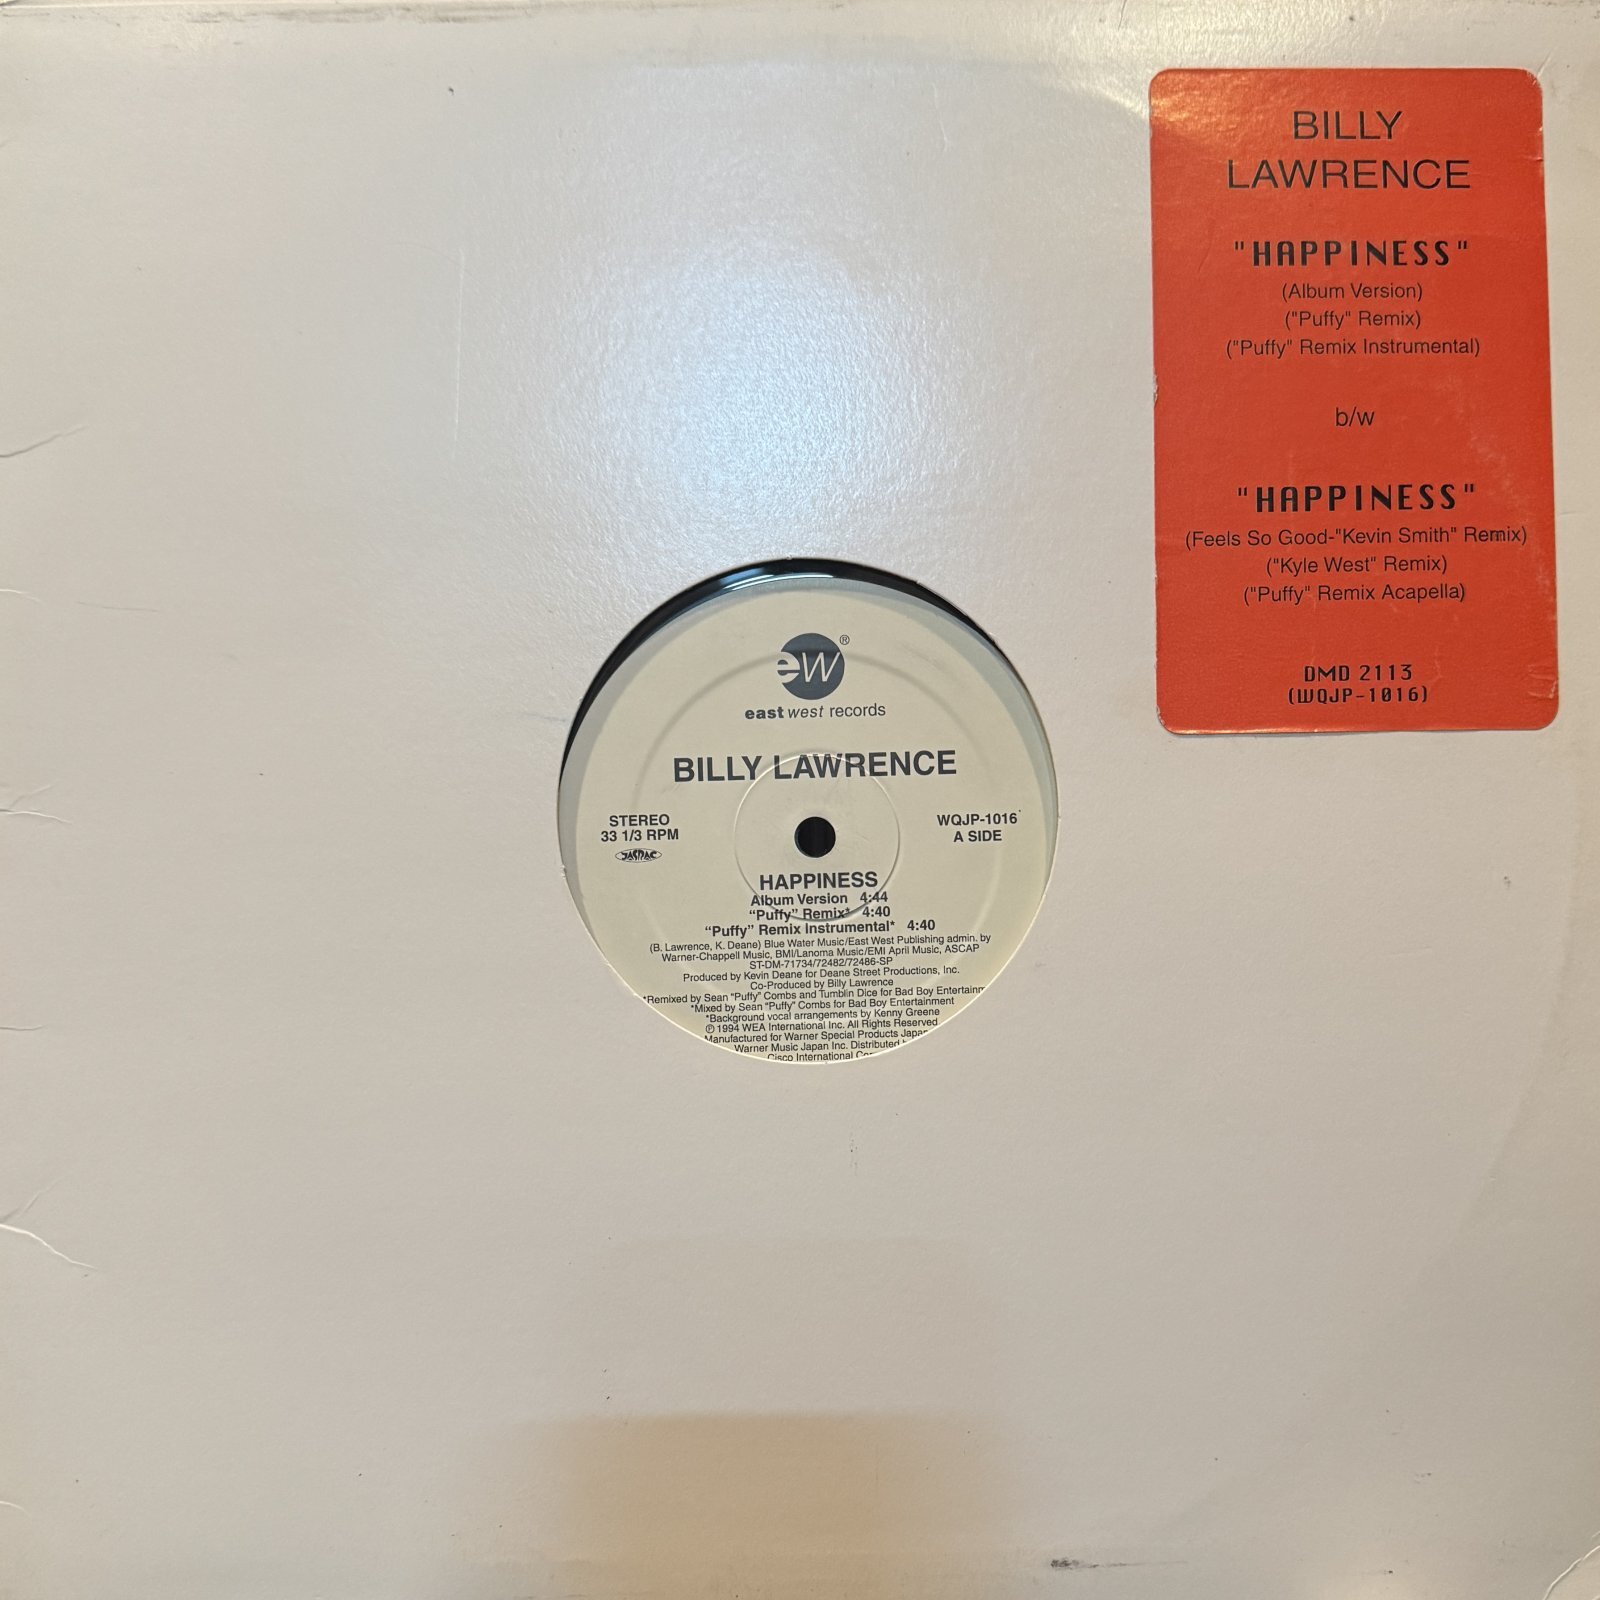 BILLY
LAWRENCE
"HAPPINESS"
(Album Version)
("Puffy" Remix)
("Puffy" Remix Instrumental)
b/w
"HAPPINESS"
(Feels So Good-"Kevin Smith" Remix)
("Kyle West" Remix)
("Puffy" Remix Acapella)
DMD 2113
(WQJP-1016)
ew®
east west records
BILLY LAWRENCE
STEREO
33 1/3 RPM
JASRAC
WQJP-1016
A SIDE
HAPPINESS
Album Version 4:44
“Puffy” Remix* 4:40
“Puffy” Remix Instrumental* 4:40
(B. Lawrence, K. Deane) Blue Water Music/East West Publishing admin. by
Warner-Chappell Music, BMI/Lanoma Music/EMI April Music, ASCAP
ST-DM-71734/72482/72486-SP
Produced by Kevin Deane for Deane Street Productions, Inc.
Co-Produced by Billy Lawrence
*Remixed by Sean “Puffy” Combs and Tumblin Dice for Bad Boy
*Mixed by Sean “Puffy” Combs for Bad Boy Entertainment
*Background vocal arrangements by Kenny Greene
℗ 1994 WEA International Inc. All Rights Reserved
Manufactured for Warner Special Products
Warner Music Japan Inc. Distributed
Cisco International